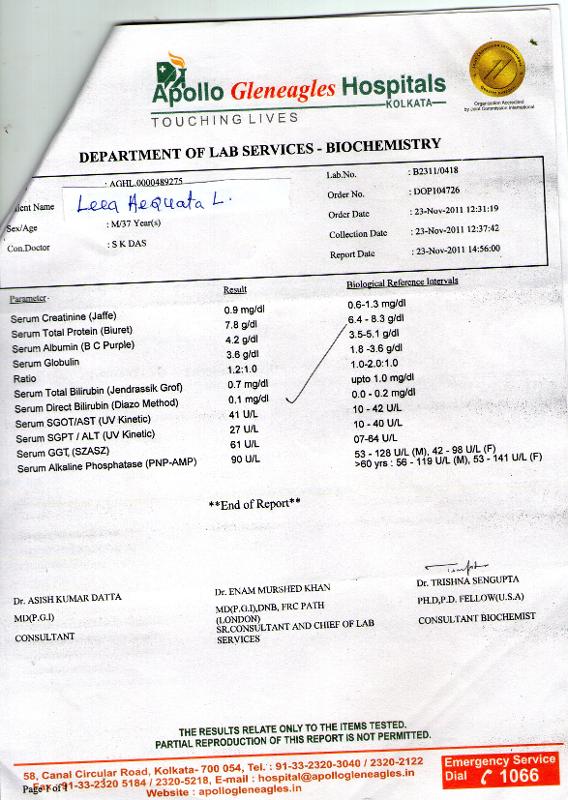 Apollo Gleneagles Hospitals
KOLKATA
TOUCHING LIVES
Organization Accredited
by Joint Commission International
DEPARTMENT OF LAB SERVICES - BIOCHEMISTRY
: AGHL.0000489275
Lab.No. : B2311/0418
ient Name
Order No. : DOP104726
Sex/Age : M/37 Year(s)
Order Date : 23-Nov-2011 12:31:19
Con.Doctor : S K DAS
Collection Date : 23-Nov-2011 12:37:42
Report Date : 23-Nov-2011 14:56:00
Parameter Result Biological Reference Intervals
Serum Creatinine (Jaffe) 0.9 mg/dl 0.6-1.3 mg/dl
Serum Total Protein (Biuret) 7.8 g/dl 6.4 - 8.3 g/dl
Serum Albumin (B C Purple) 4.2 g/dl 3.5-5.1 g/dl
Serum Globulin 3.6 g/dl 1.8 -3.6 g/dl
Ratio 1.2:1.0 1.0-2.0:1.0
Serum Total Bilirubin (Jendrassik Grof) 0.7 mg/dl upto 1.0 mg/dl
Serum Direct Bilirubin (Diazo Method) 0.1 mg/dl 0.0 - 0.2 mg/dl
Serum SGOT/AST (UV Kinetic) 41 U/L 10 - 42 U/L
Serum SGPT / ALT (UV Kinetic) 27 U/L 10 - 40 U/L
Serum GGT, (SZASZ) 61 U/L 07-64 U/L
Serum Alkaline Phosphatase (PNP-AMP) 90 U/L 53 - 128 U/L (M), 42 - 98 U/L (F)
>60 yrs : 56 - 119 U/L (M), 53 - 141 U/L (F)
**End of Report**
Dr. ASISH KUMAR DATTA
MD(P.G.I)
CONSULTANT
Dr. ENAM MURSHED KHAN
MD(P.G.I),DNB, FRC PATH
(LONDON)
SR.CONSULTANT AND CHIEF OF LAB
SERVICES
Dr. TRISHNA SENGUPTA
PH.D,P.D. FELLOW(U.S.A)
CONSULTANT BIOCHEMIST
THE RESULTS RELATE ONLY TO THE ITEMS TESTED.
PARTIAL REPRODUCTION OF THIS REPORT IS NOT PERMITTED.
58, Canal Circular Road, Kolkata- 700 054, Tel.: 91-33-2320-3040 / 2320-2122
Page 1 of 1
Fax : 91-33-2320 5184 / 2320-5218, E-mail : hospital@apollogleneagles.in
Website : apollogleneagles.in
Emergency Service
Dial 1066